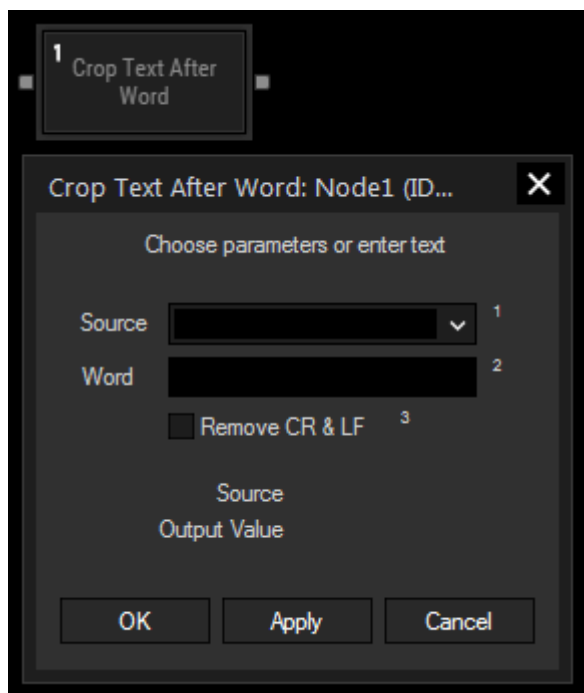 1
Crop Text After
Word
Crop Text After Word: Node1 (ID...
Choose parameters or enter text
Source 1
Word 2
Remove CR & LF 3
Source
Output Value
OK Apply Cancel